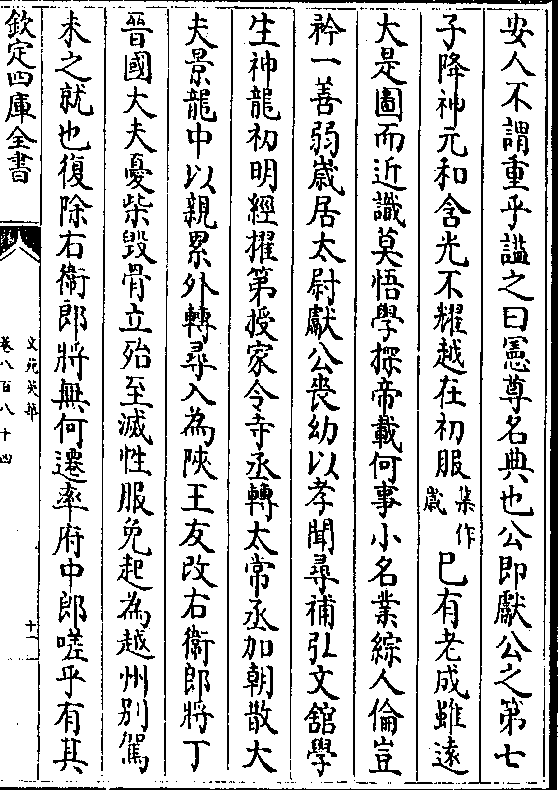 安人不謂重乎諡之曰憲尊名典也公即獻公之第七
子降神元和含光不耀越在初服集作歲已有老成雖遠
大是圖而近識莫悟學探帝載何事小名業綜人倫豈
矜一善弱歲居太尉獻公喪幼以孝聞尋補弘文舘學
生神龍初明經擢第授家令寺丞轉太常丞加朝散大
夫景龍中以親累外轉尋入為陜王友改右衛郎將丁
晉國大夫憂柴毀骨立殆至滅性服免起為越州別駕
未之就也復除右衛郎將無何遷率府中郎嗟乎有其
欽定四庫全書
文苑英華
卷八百八十四
十二